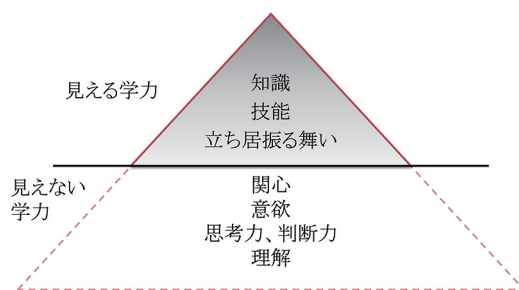 見える学力
知識
技能
立ち居振る舞い
見えない
学力
関心
意欲
思考力、判断力
理解